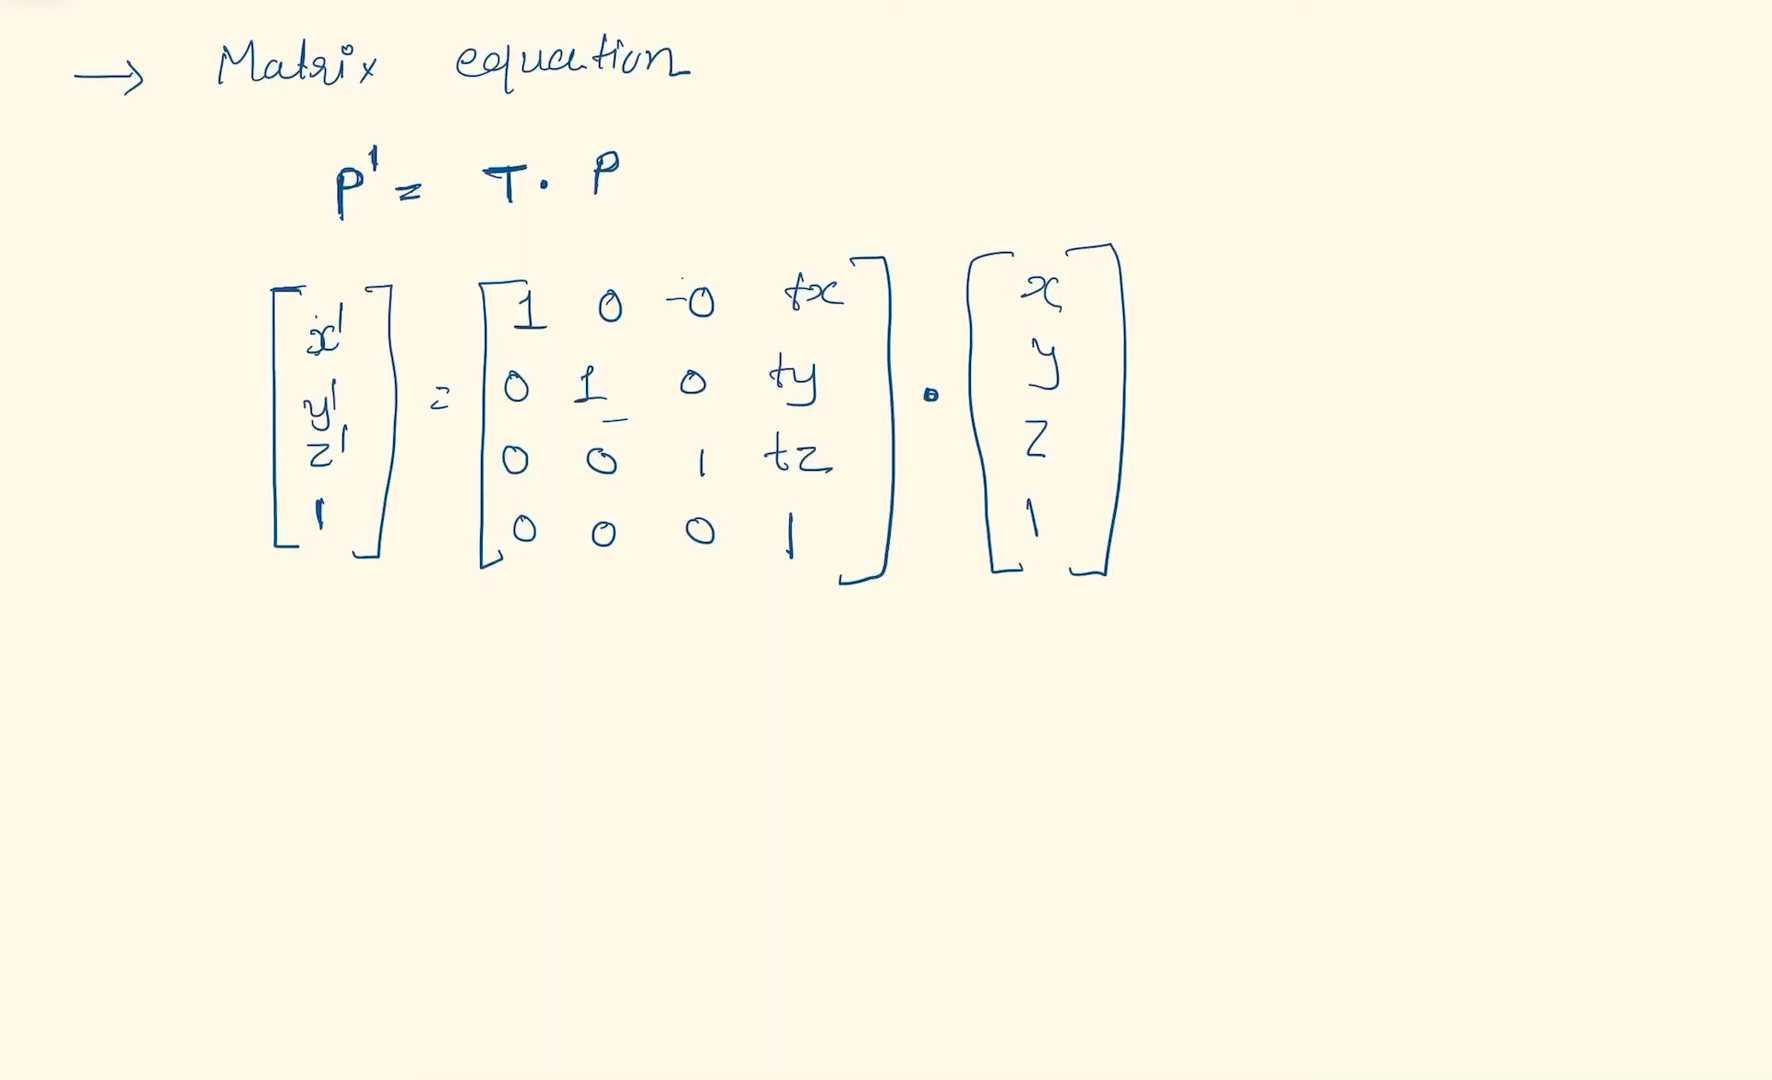 → Matrix equation
P' = T. P
[x' y' z' 1] = [1 0 -0 tx
0 1 0 ty
0 0 1 tz
0 0 0 1] . [x y z 1]